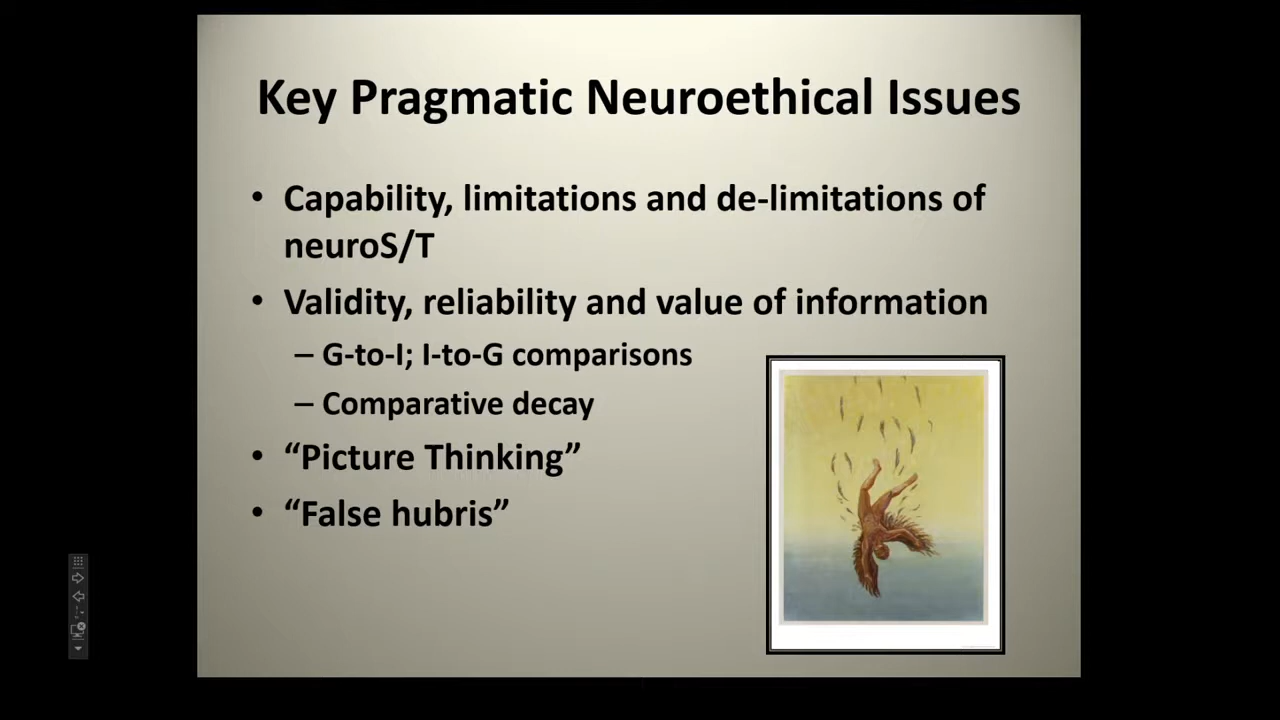 Key Pragmatic Neuroethical Issues
• Capability, limitations and de-limitations of
neuroS/T
• Validity, reliability and value of information
– G-to-I; I-to-G comparisons
– Comparative decay
• “Picture Thinking”
• “False hubris”